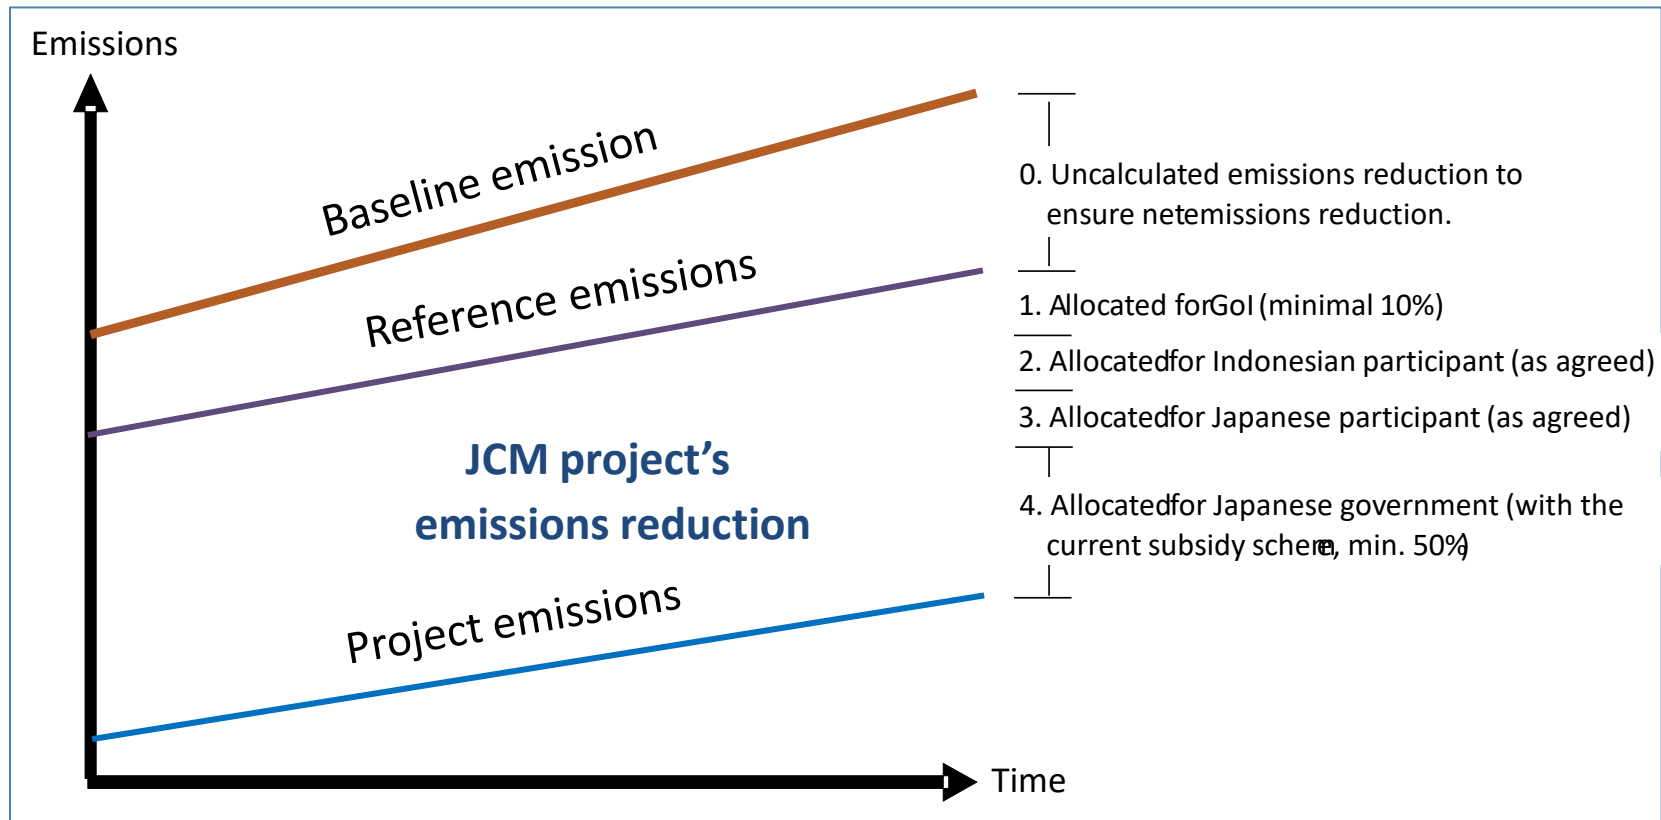 Emissions
Baseline emission
Reference emissions
JCM project's
emissions reduction
Project emissions
Time
0. Uncalculated emissions reduction to
ensure netemissions reduction.
1. Allocated forGoI (minimal 10%)
2. Allocatedfor Indonesian participant (as agreed)
3. Allocatedfor Japanese participant (as agreed)
4. Allocatedfor Japanese government (with the
current subsidy scheme, min. 50%)